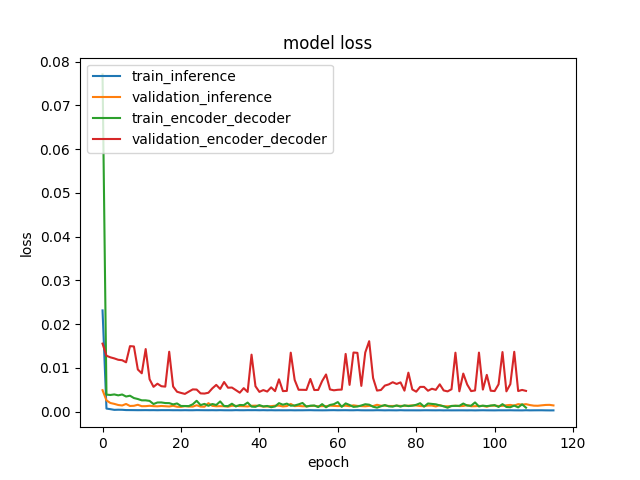 model loss
train_inference
validation_inference
train_encoder_decoder
validation_encoder_decoder
0.08
0.07
0.06
0.05
0.04
0.03
0.02
0.01
0.00
loss
0 20 40 60 80 100 120
epoch